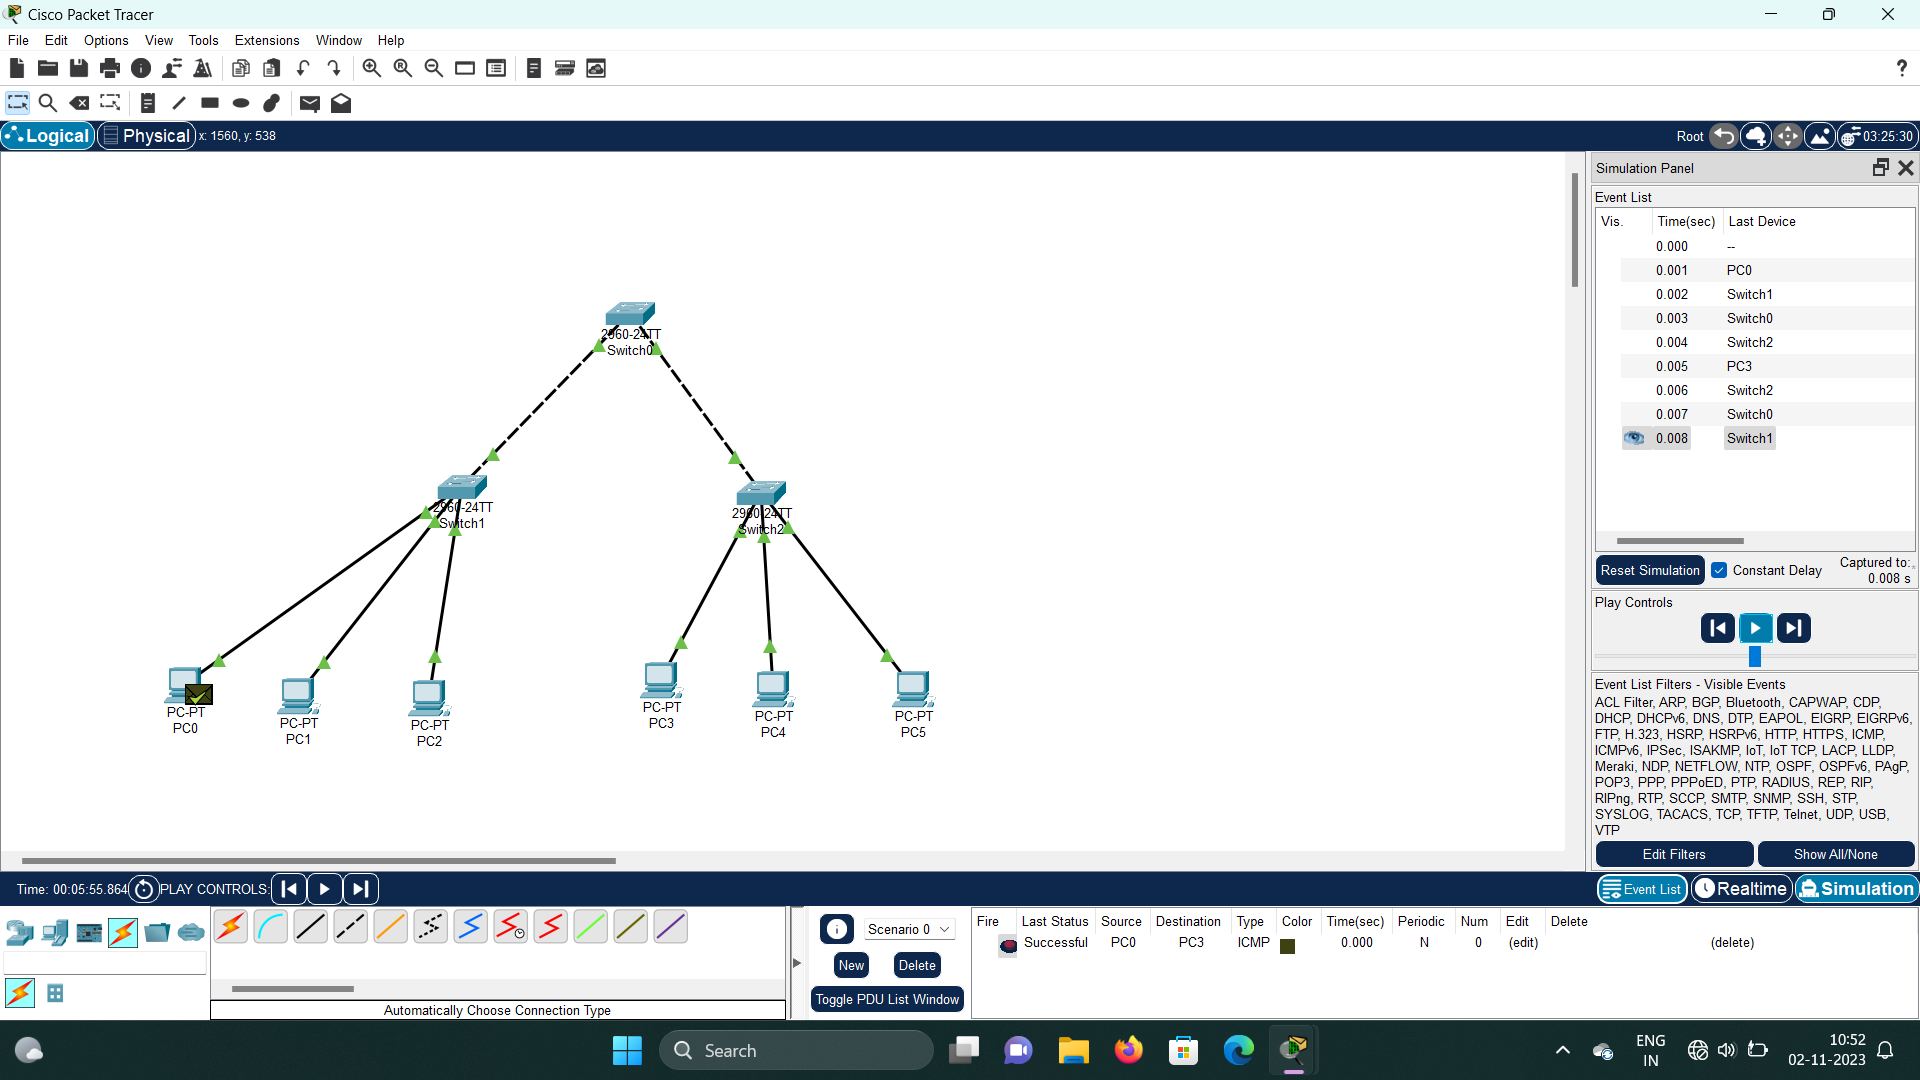 Cisco Packet Tracer
File Edit Options View Tools Extensions Window Help
?
Logical Physical x: 1560, y: 538 Root 03:25:30
Simulation Panel
Event List
Vis. Time(sec) Last Device
0.000 --
0.001 PC0
0.002 Switch1
0.003 Switch0
0.004 Switch2
0.005 PC3
0.006 Switch2
0.007 Switch0
0.008 Switch1
Reset Simulation Constant Delay Captured to:
0.008 s
Play Controls
Event List Filters - Visible Events
ACL Filter, ARP, BGP, Bluetooth, CAPWAP, CDP,
DHCP, DHCPv6, DNS, DTP, EAPOL, EIGRP, EIGRPv6,
FTP, H.323, HSRP, HSRPv6, HTTP, HTTPS, ICMP,
ICMPv6, IPSec, ISAKMP, IoT, IoT TCP, LACP, LLDP,
Meraki, NDP, NETFLOW, NTP, OSPF, OSPFv6, PAgP,
POP3, PPP, PPPoED, PTP, RADIUS, REP, RIP,
RIPng, RTP, SCCP, SMTP, SNMP, SSH, STP,
SYSLOG, TACACS, TCP, TFTP, Telnet, UDP, USB,
VTP
Edit Filters Show All/None
2960-24TT
Switch0
2960-24TT
Switch1
2960-24TT
Switch2
PC-PT
PC0
PC-PT
PC1
PC-PT
PC2
PC-PT
PC3
PC-PT
PC4
PC-PT
PC5
Time: 00:05:55.864 PLAY CONTROLS: Event List Realtime Simulation
Automatically Choose Connection Type
Scenario 0
New Delete
Toggle PDU List Window
Fire Last Status Source Destination Type Color Time(sec) Periodic Num Edit Delete
Successful PC0 PC3 ICMP 0.000 N 0 (edit) (delete)
Search
ENG
IN
10:52
02-11-2023